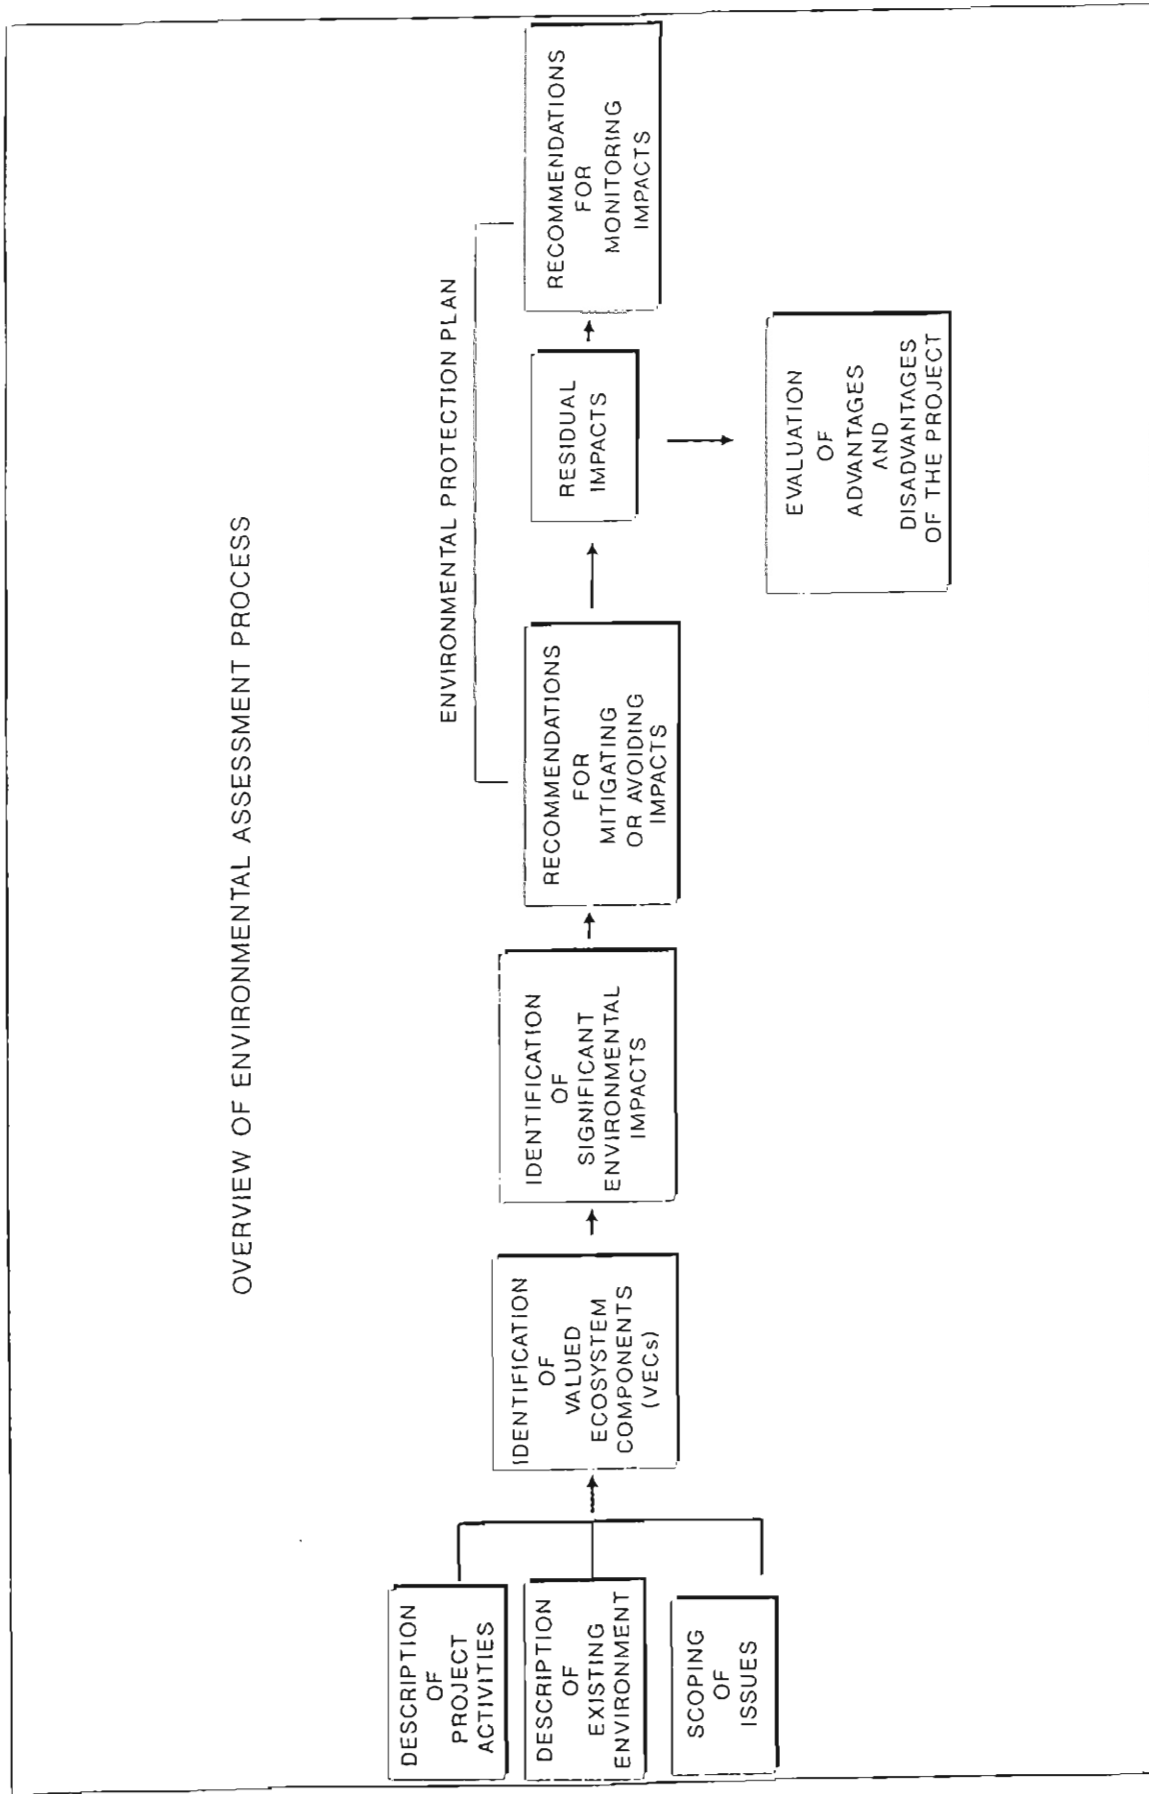 OVERVIEW OF ENVIRONMENTAL ASSESSMENT PROCESS
DESCRIPTION
OF
PROJECT
ACTIVITIES
DESCRIPTION
OF
EXISTING
ENVIRONMENT
SCOPING
OF
ISSUES
IDENTIFICATION
OF
VALUED
ECOSYSTEM
COMPONENTS
(VECs)
IDENTIFICATION
OF
SIGNIFICANT
ENVIRONMENTAL
IMPACTS
ENVIRONMENTAL PROTECTION PLAN
RECOMMENDATIONS
FOR
MITIGATING
OR AVOIDING
IMPACTS
RESIDUAL
IMPACTS
RECOMMENDATIONS
FOR
MONITORING
IMPACTS
EVALUATION
OF
ADVANTAGES
AND
DISADVANTAGES
OF THE PROJECT